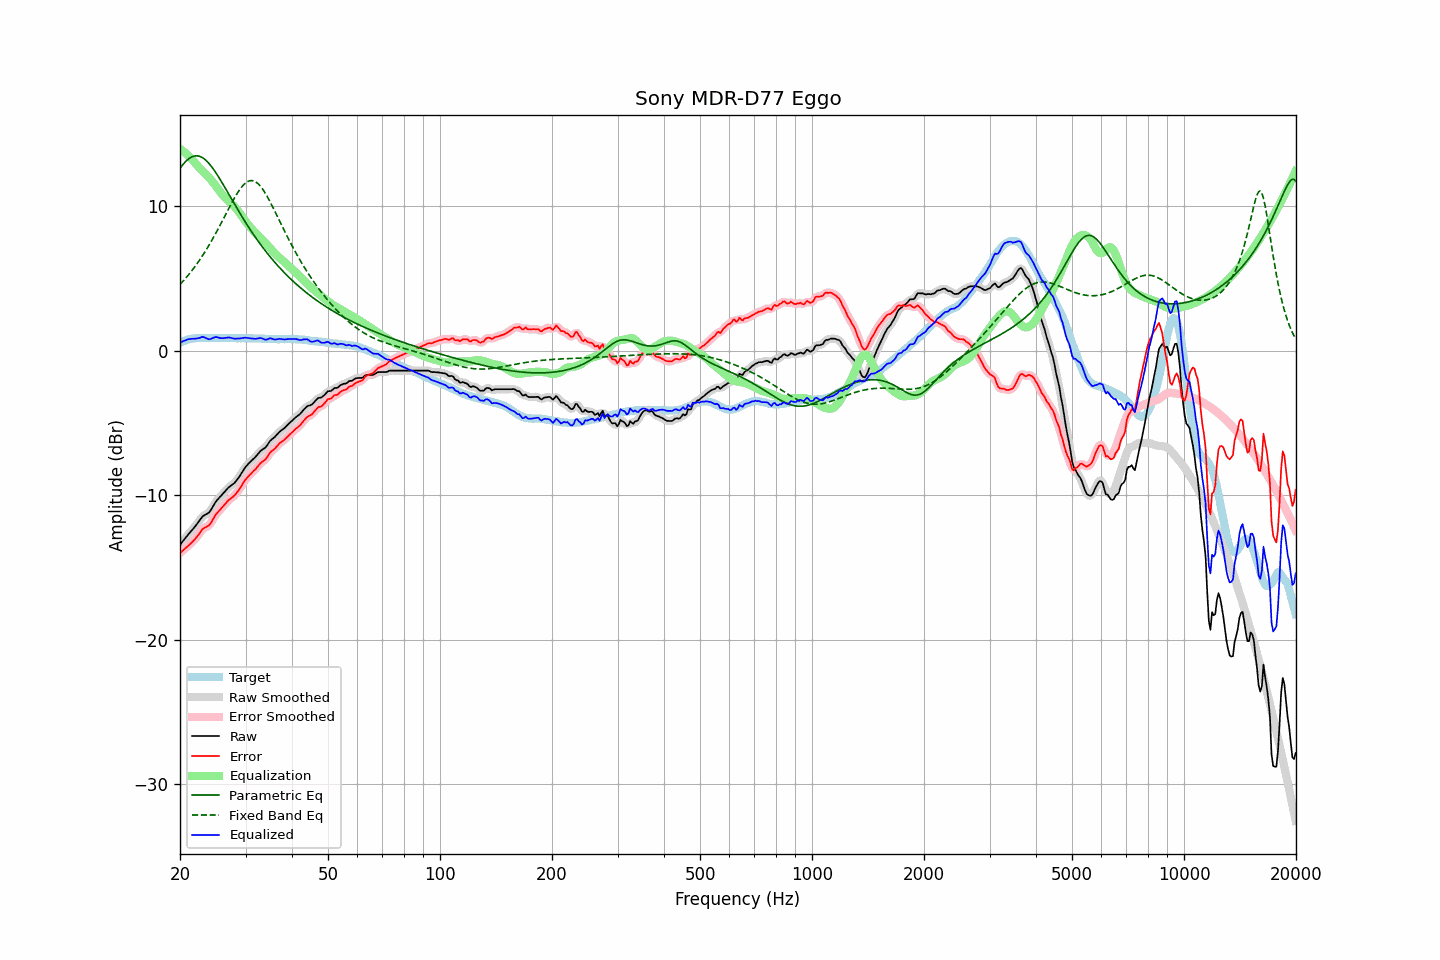 Sony MDR-D77 Eggo
Amplitude (dBr)
10
0
−10
−20
−30
Target
Raw Smoothed
Error Smoothed
Raw
Error
Equalization
Parametric Eq
Fixed Band Eq
Equalized
20
50
100
200
500
1000
2000
5000
10000
20000
Frequency (Hz)